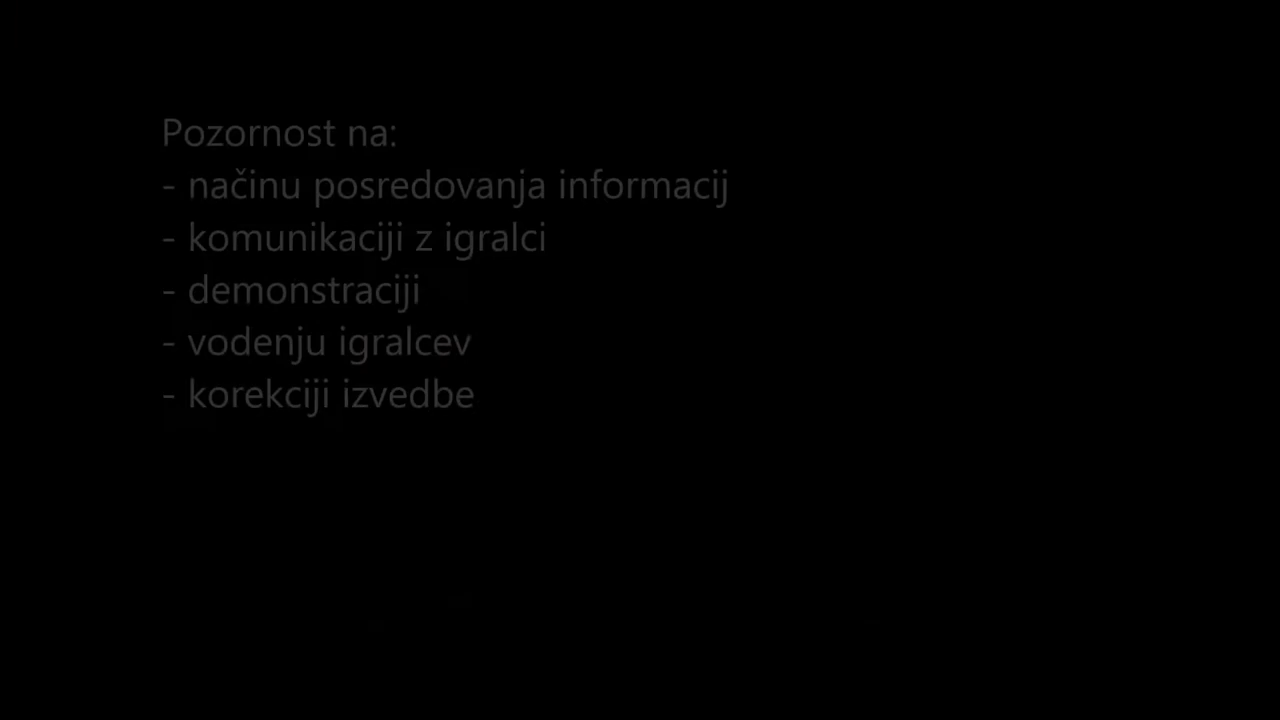 Pozornost na:
- načinu posredovanja informacij
- komunikaciji z igralci
- demonstraciji
- vodenju igralcev
- korekciji izvedbe